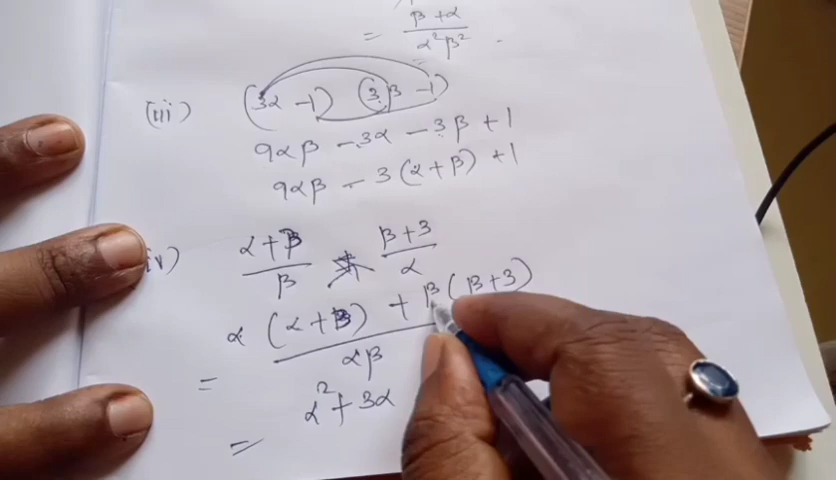 = β + α / α²β²
(iii) (3α - 1) (3β - 1)
9αβ - 3α - 3β + 1
9αβ - 3(α + β) + 1
iv) α + 3 / β + β + 3 / α
= α (α + 3) + β (β + 3) / αβ
= α² + 3α